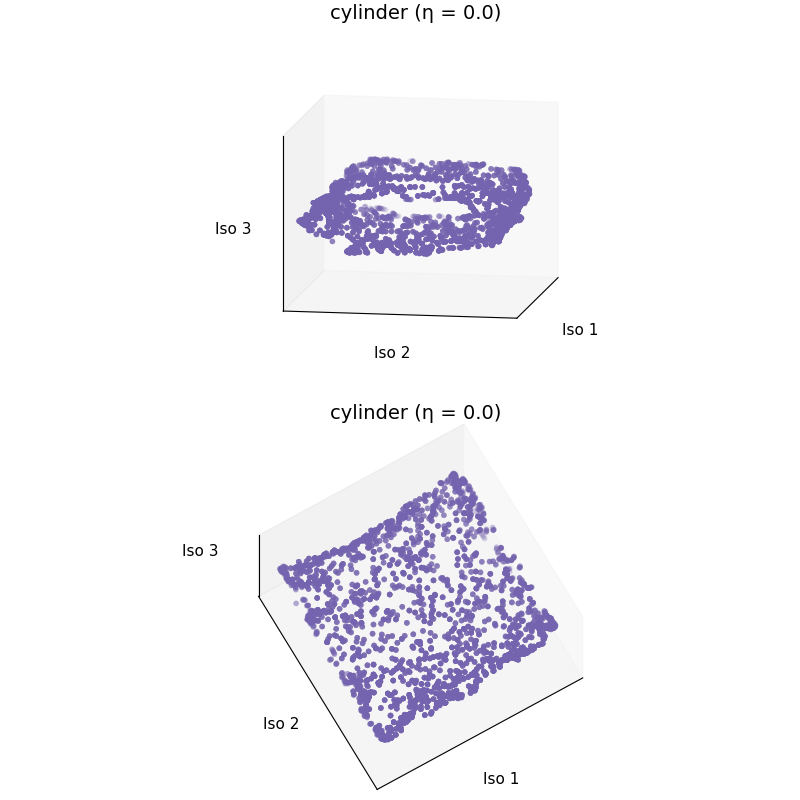 cylinder (η = 0.0)
Iso 3
Iso 1
Iso 2
cylinder (η = 0.0)
Iso 3
Iso 2
Iso 1